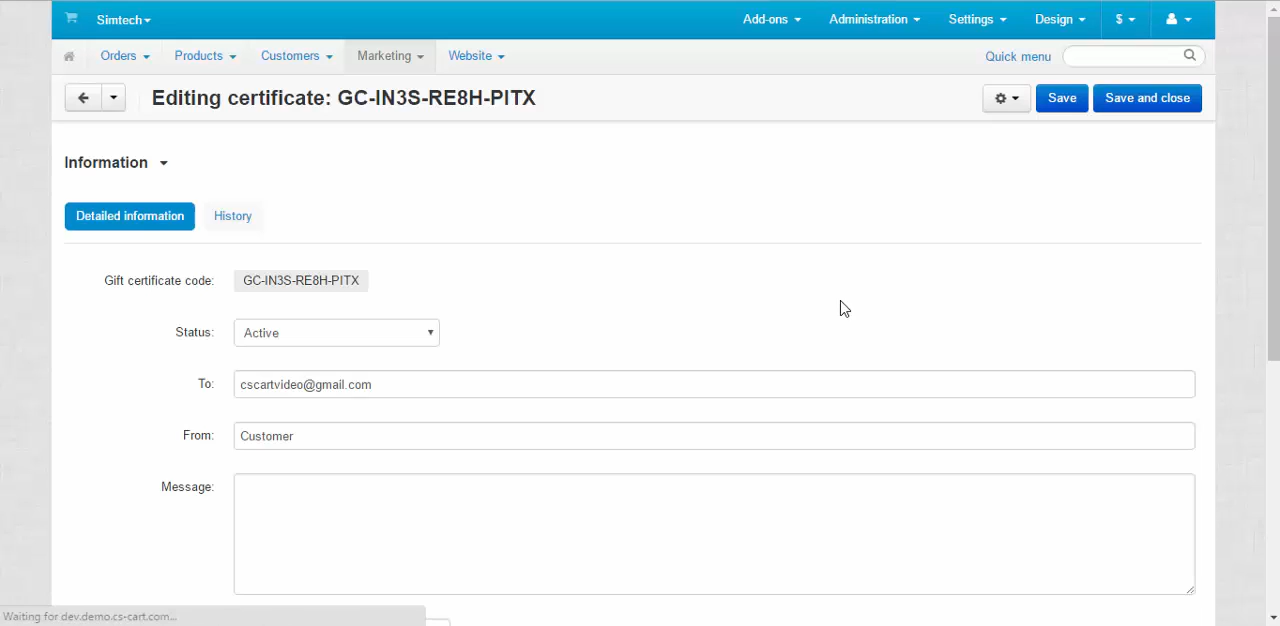 Simtech Add-ons Administration Settings Design $
Orders Products Customers Marketing Website Quick menu
Editing certificate: GC-IN3S-RE8H-PITX Save Save and close
Information
Detailed information History
Gift certificate code: GC-IN3S-RE8H-PITX
Status: Active
To: cscartvideo@gmail.com
From: Customer
Message:
Waiting for dev.demo.cs-cart.com...